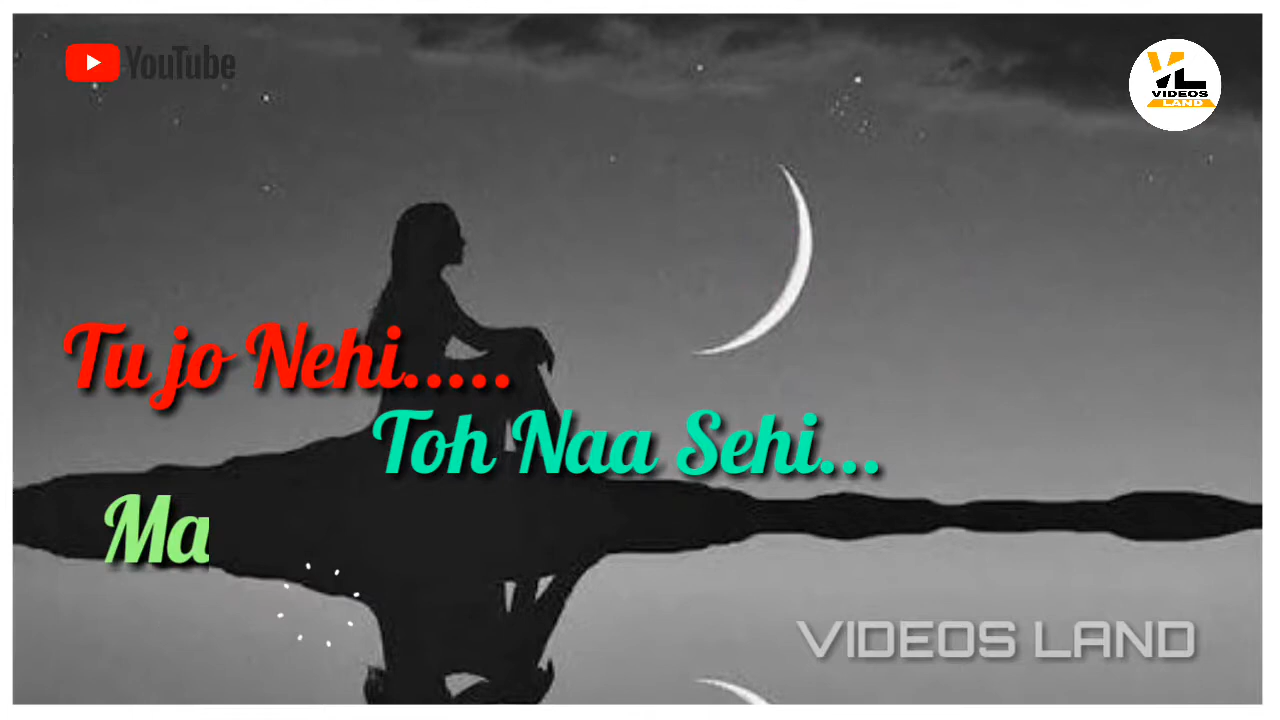 YouTube
VL
VIDEOS
LAND
Tu jo Nehi.....
Toh Naa Sehi...
Ma
VIDEOS LAND